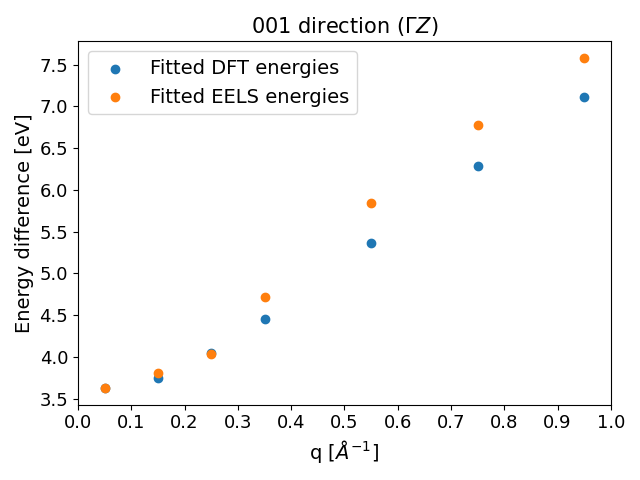 001 direction (ΓZ)
Fitted DFT energies
Fitted EELS energies
Energy difference [eV]
7.5
7.0
6.5
6.0
5.5
5.0
4.5
4.0
3.5
0.0 0.1 0.2 0.3 0.4 0.5 0.6 0.7 0.8 0.9 1.0
q [Å⁻¹]